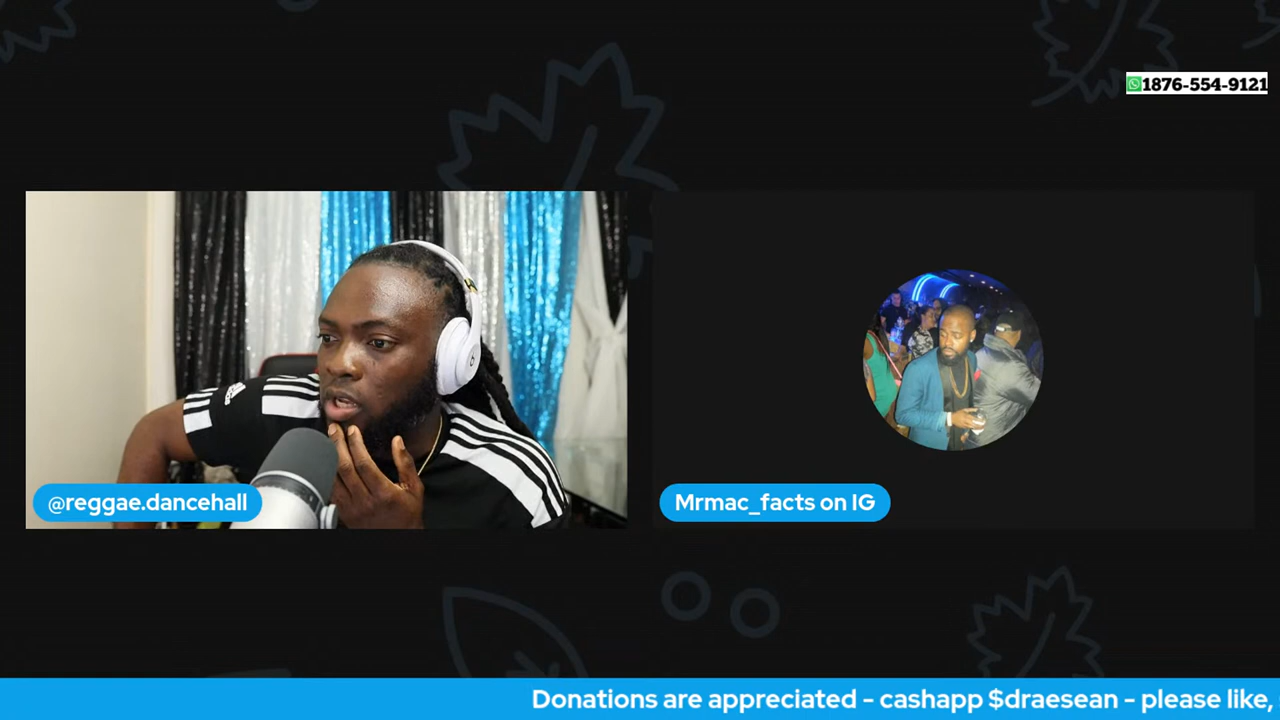 1876-554-9121
@reggae.dancehall
Mrmac_facts on IG
Donations are appreciated - cashapp $draesean - please like,